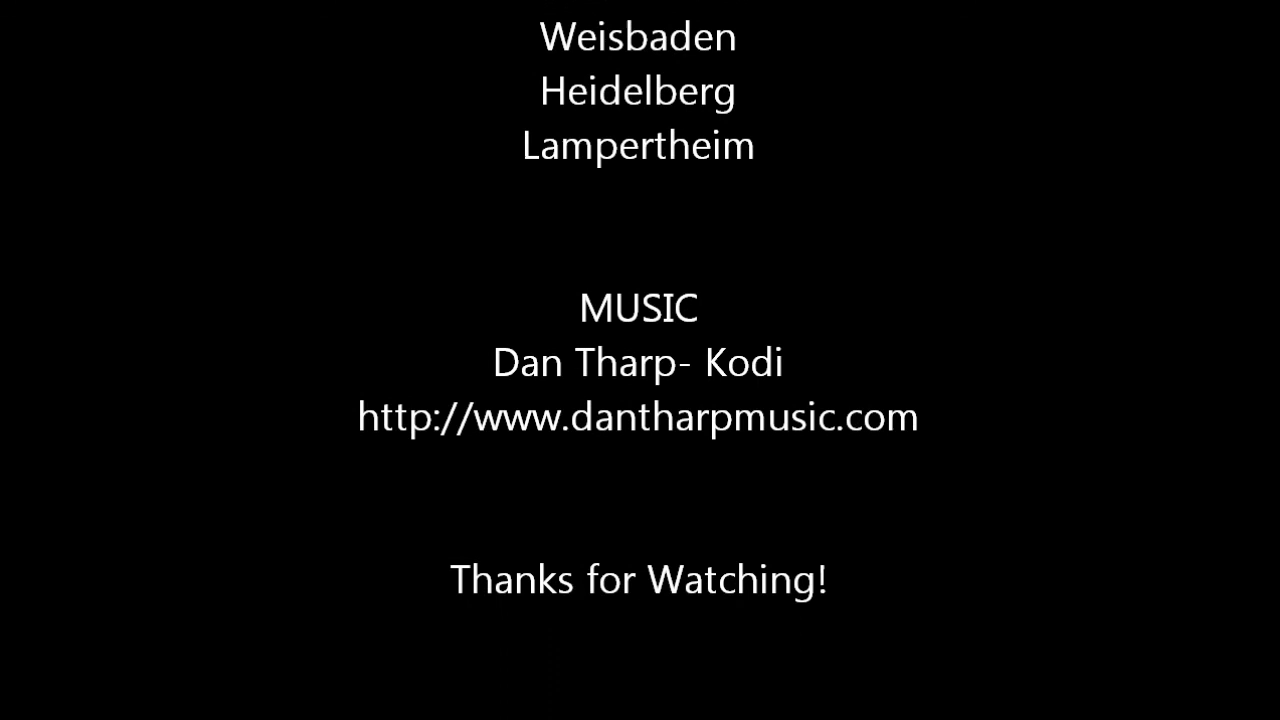 Weisbaden
Heidelberg
Lampertheim
MUSIC
Dan Tharp- Kodi
http://www.dantharpmusic.com
Thanks for Watching!